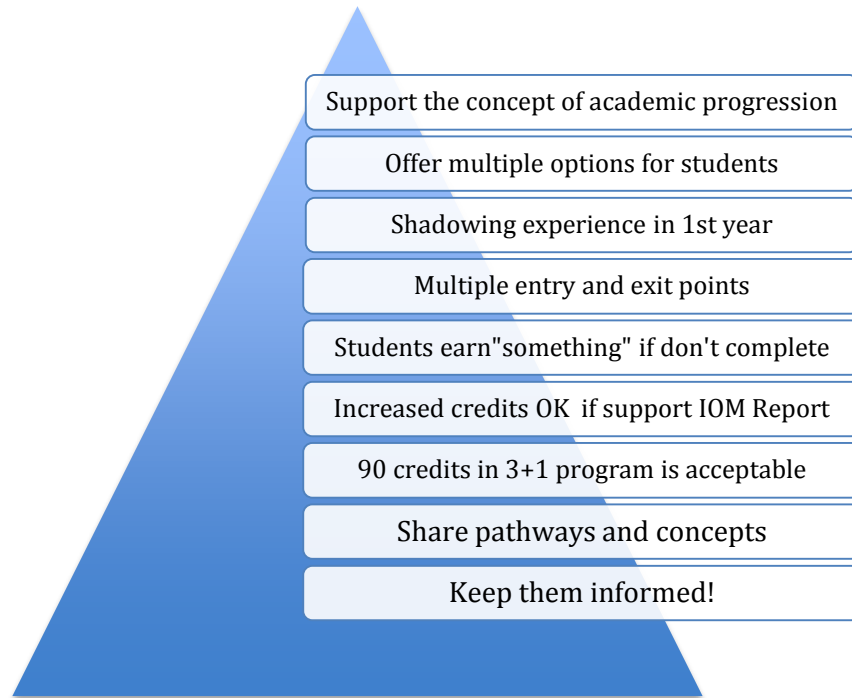 Support the concept of academic progression
Offer multiple options for students
Shadowing experience in 1st year
Multiple entry and exit points
Students earn"something" if don't complete
Increased credits OK  if support IOM Report
90 credits in 3+1 program is acceptable
Share pathways and concepts
Keep them informed!